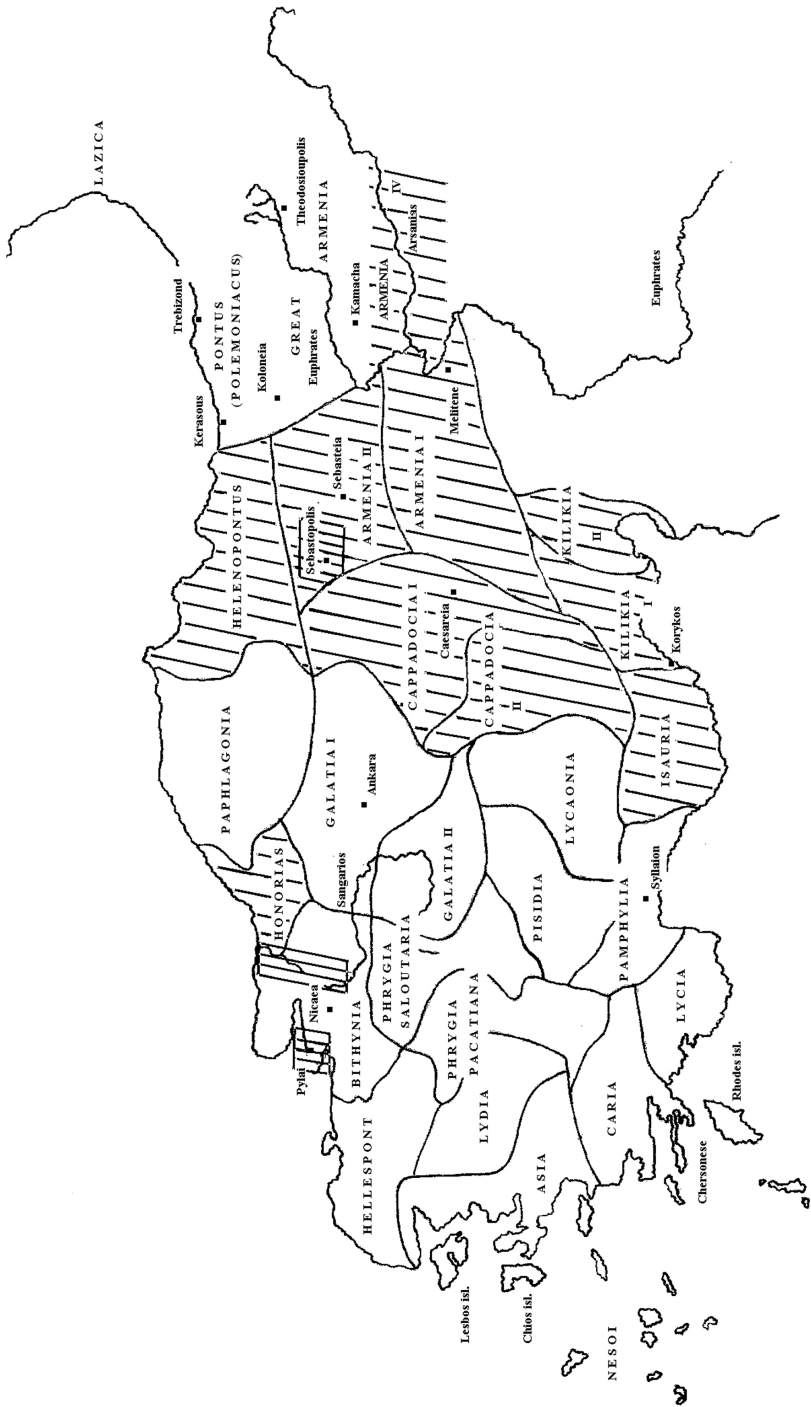 LAZICA
Trebizond
PONTUS
(POLEMONIACUS)
Kerasous
Koloneia
GREAT
ARMENIA
Theodosioupolis
Euphrates
Kamacha
ARMENIA
IV
Arsanias
Euphrates
HELENOPONTUS
Sebastopolis
Sebasteia
ARMENIA II
ARMENIA I
Melitene
CAPPADOCIA I
Caesareia
CAPPADOCIA
II
KILIKIA
II
KILIKIA
I
Korykos
ISAURIA
PAPHLAGONIA
GALATIA I
Ankara
HONORIAS
Sangarios
GALATIA II
LYCAONIA
PISIDIA
PAMPHYLIA
Syllaion
Nicaea
Pylai
BITHYNIA
PHRYGIA
SALOUTARIA
PHRYGIA
PACATIANA
LYDIA
HELLESPONT
ASIA
CARIA
LYCIA
Rhodes isl.
Chersonese
Lesbos isl.
Chios isl.
NESOI